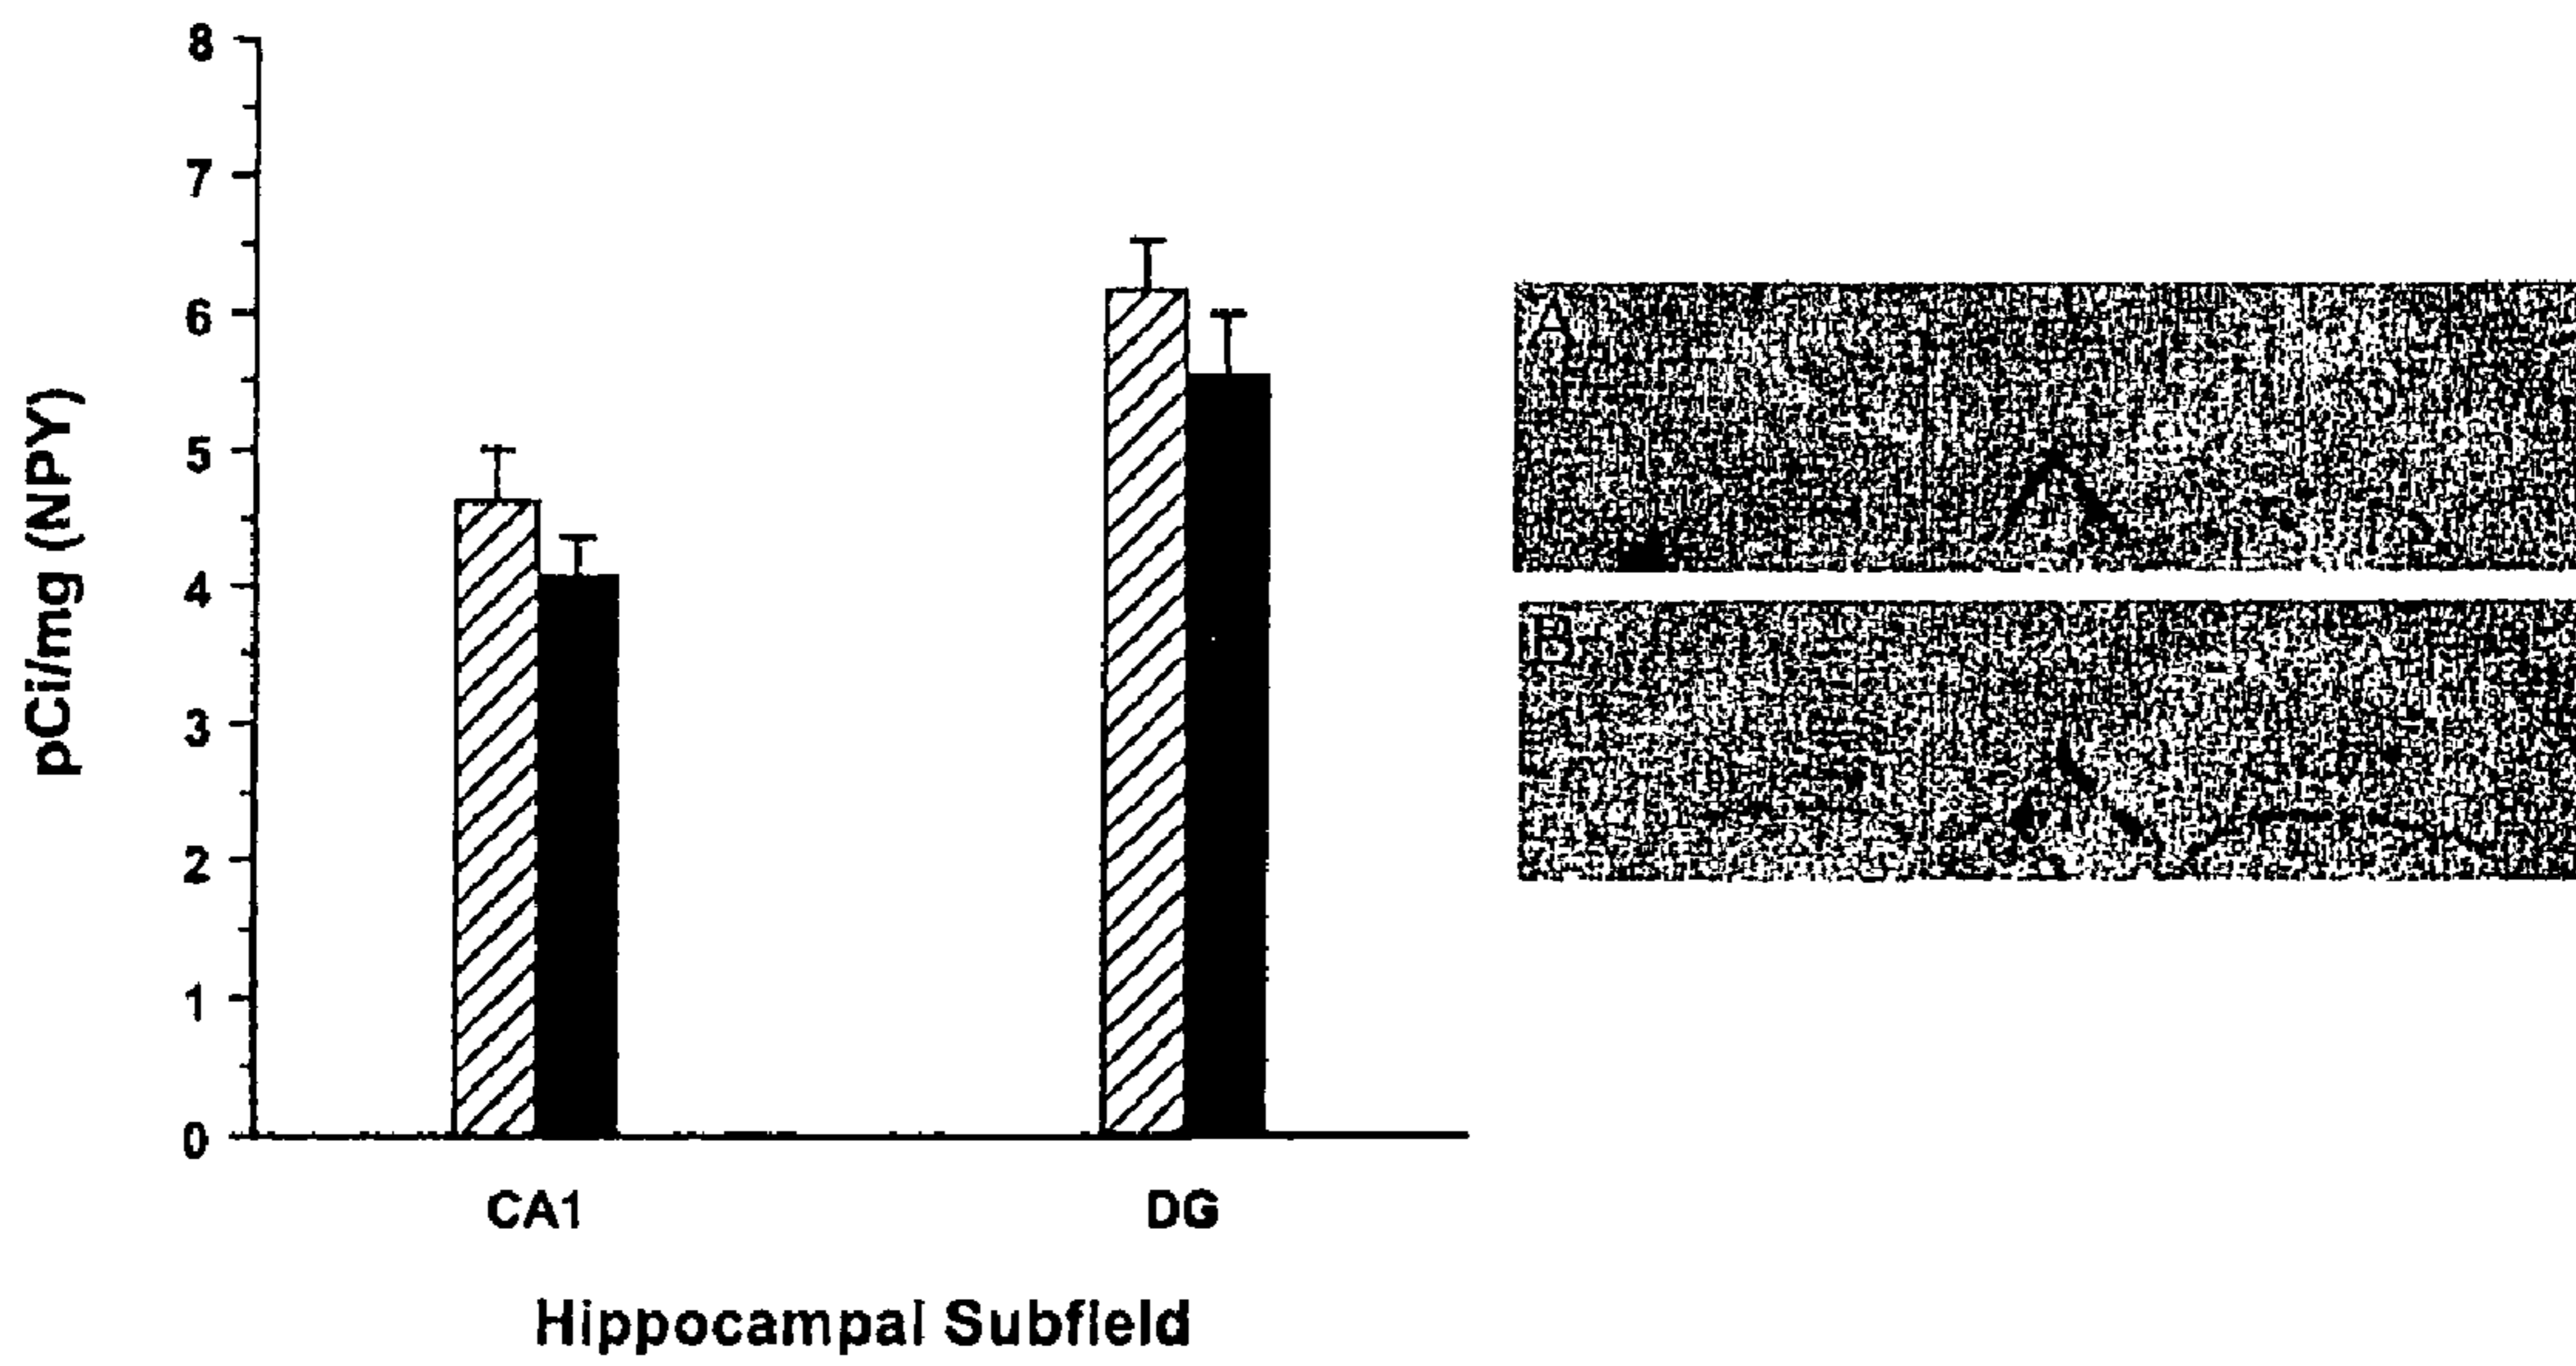 8
7
6
5
4
3
2
1
0
pCi/mg (NPY)
CA1 DG
Hippocampal Subfield
A
B